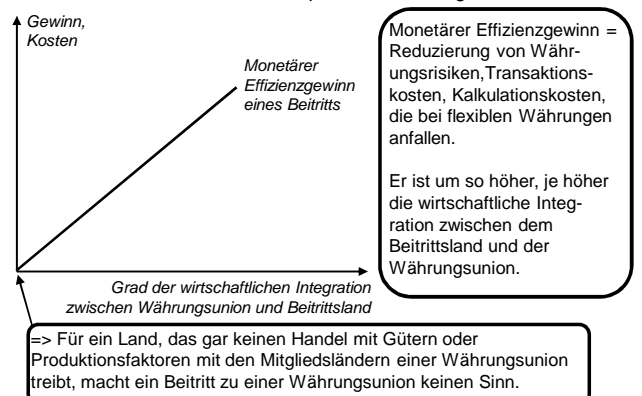 Gewinn,
Kosten
Monetärer
Effizienzgewinn
eines Beitritts
Grad der wirtschaftlichen Integration
zwischen Währungsunion und Beitrittsland
Monetärer Effizienzgewinn =
Reduzierung von Währ-
ungsrisiken,Transaktions-
kosten, Kalkulationskosten,
die bei flexiblen Währungen
anfallen.
Er ist um so höher, je höher
die wirtschaftliche Integ-
ration zwischen dem
Beitrittsland und der
Währungsunion.
=> Für ein Land, das gar keinen Handel mit Gütern oder
Produktionsfaktoren mit den Mitgliedsländern einer Währungsunion
treibt, macht ein Beitritt zu einer Währungsunion keinen Sinn.